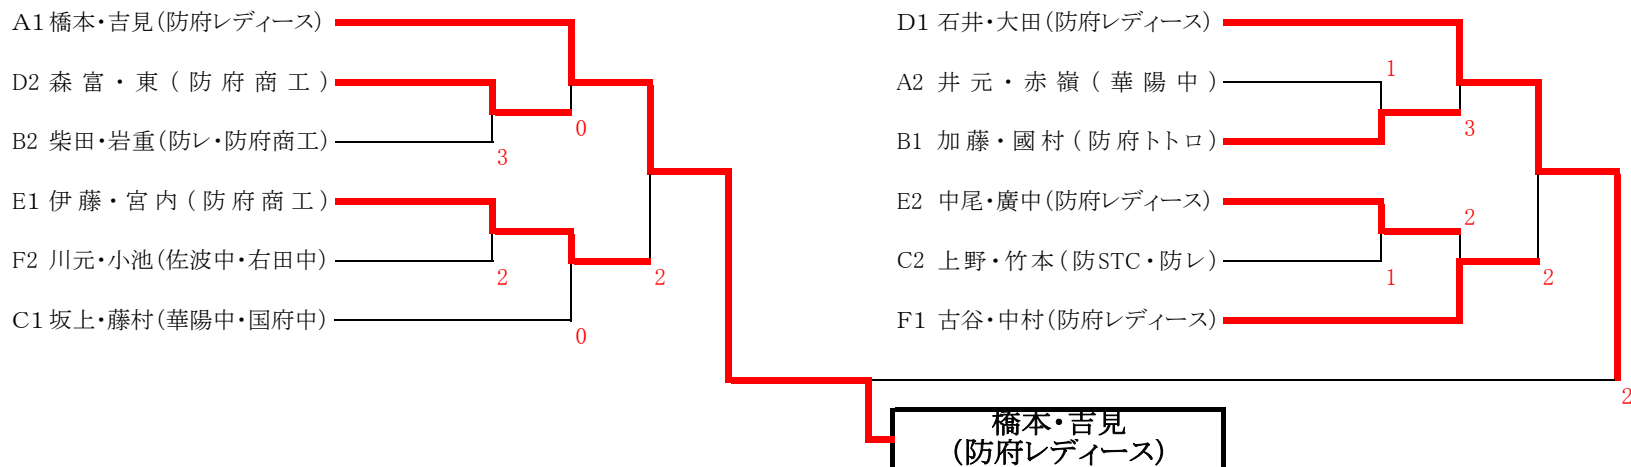 A1 橋本・吉見(防府レディース)
D2 森富・東(防府商工)
0
B2 柴田・岩重(防レ・防府商工)
3
E1 伊藤・宮内(防府商工)
F2 川元・小池(佐波中・右田中)
2
2
C1 坂上・藤村(華陽中・国府中)
0
D1 石井・大田(防府レディース)
1
A2 井元・赤嶺(華陽中)
3
B1 加藤・國村(防府トトロ)
E2 中尾・廣中(防府レディース)
2
C2 上野・竹本(防STC・防レ)
1
2
F1 古谷・中村(防府レディース)
2
橋本・吉見
(防府レディース)